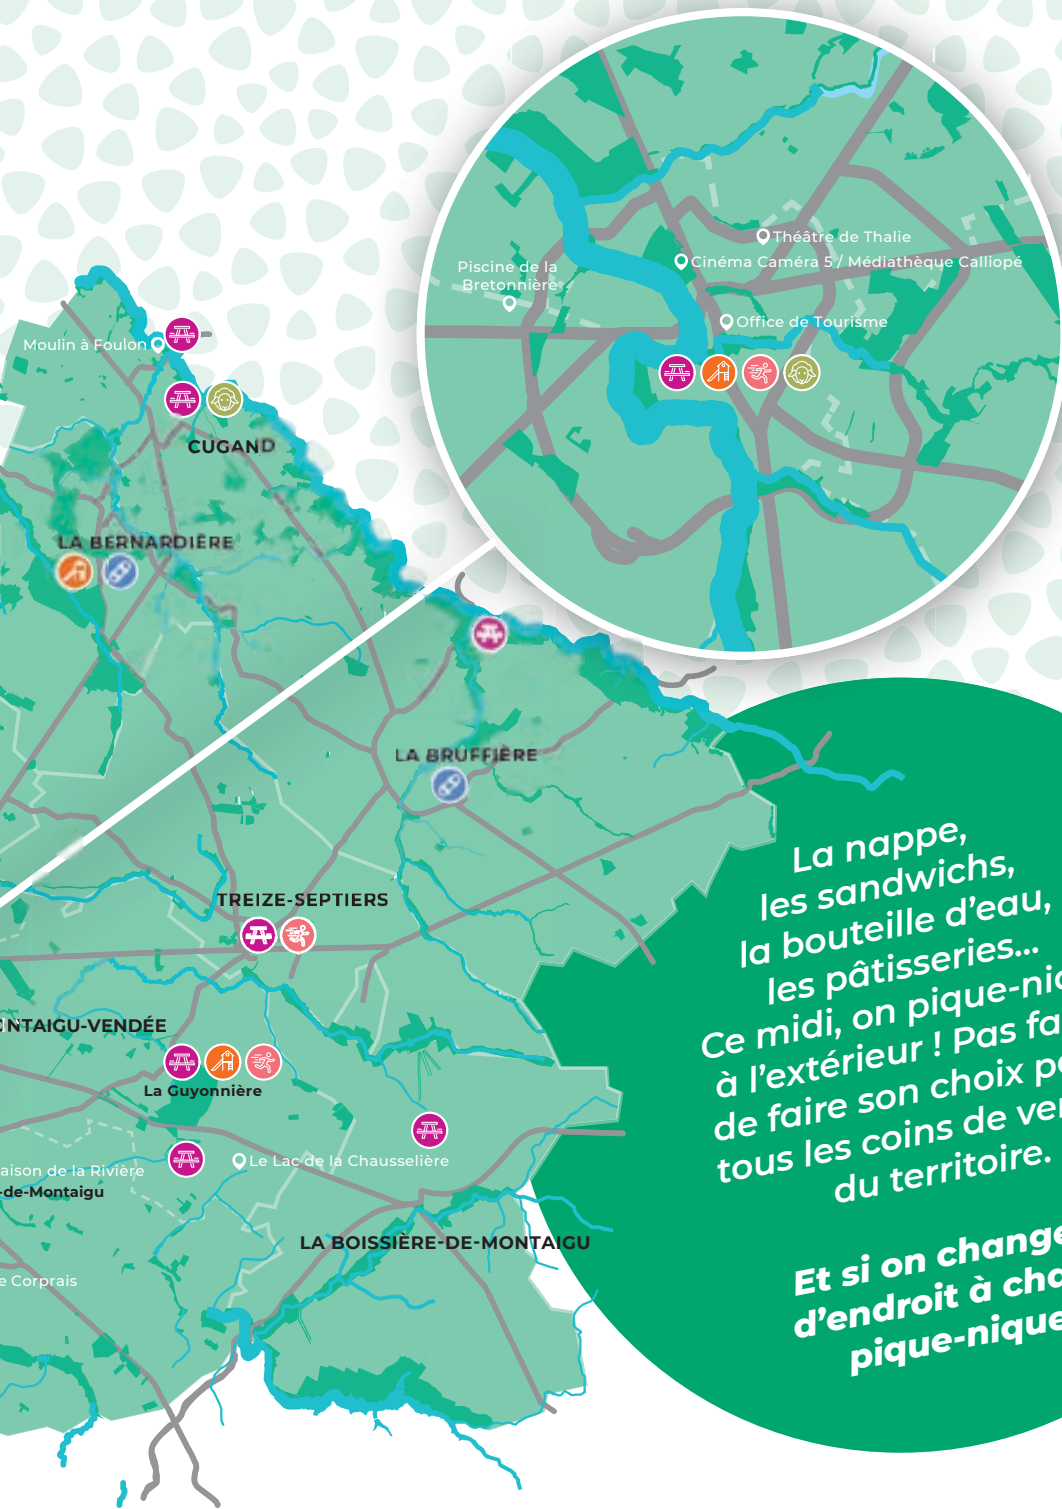 Théâtre de Thalie
Cinéma Caméra 5 / Médiathèque Calliopé
Piscine de la
Bretonnière
Office de Tourisme
Moulin à Foulon
CUGAND
LA BERNARDIÈRE
LA BRUFFIÈRE
TREIZE-SEPTIERS
NTAIGU-VENDÉE
La Guyonnière
aison de la Rivière
-de-Montaigu
Le Lac de la Chausselière
LA BOISSIÈRE-DE-MONTAIGU
e Corprais
La nappe,
les sandwichs,
la bouteille d’eau,
les pâtisseries...
Ce midi, on pique-ni
à l’extérieur ! Pas fa
de faire son choix p
tous les coins de ve
du territoire.
Et si on change
d’endroit à cha
pique-nique